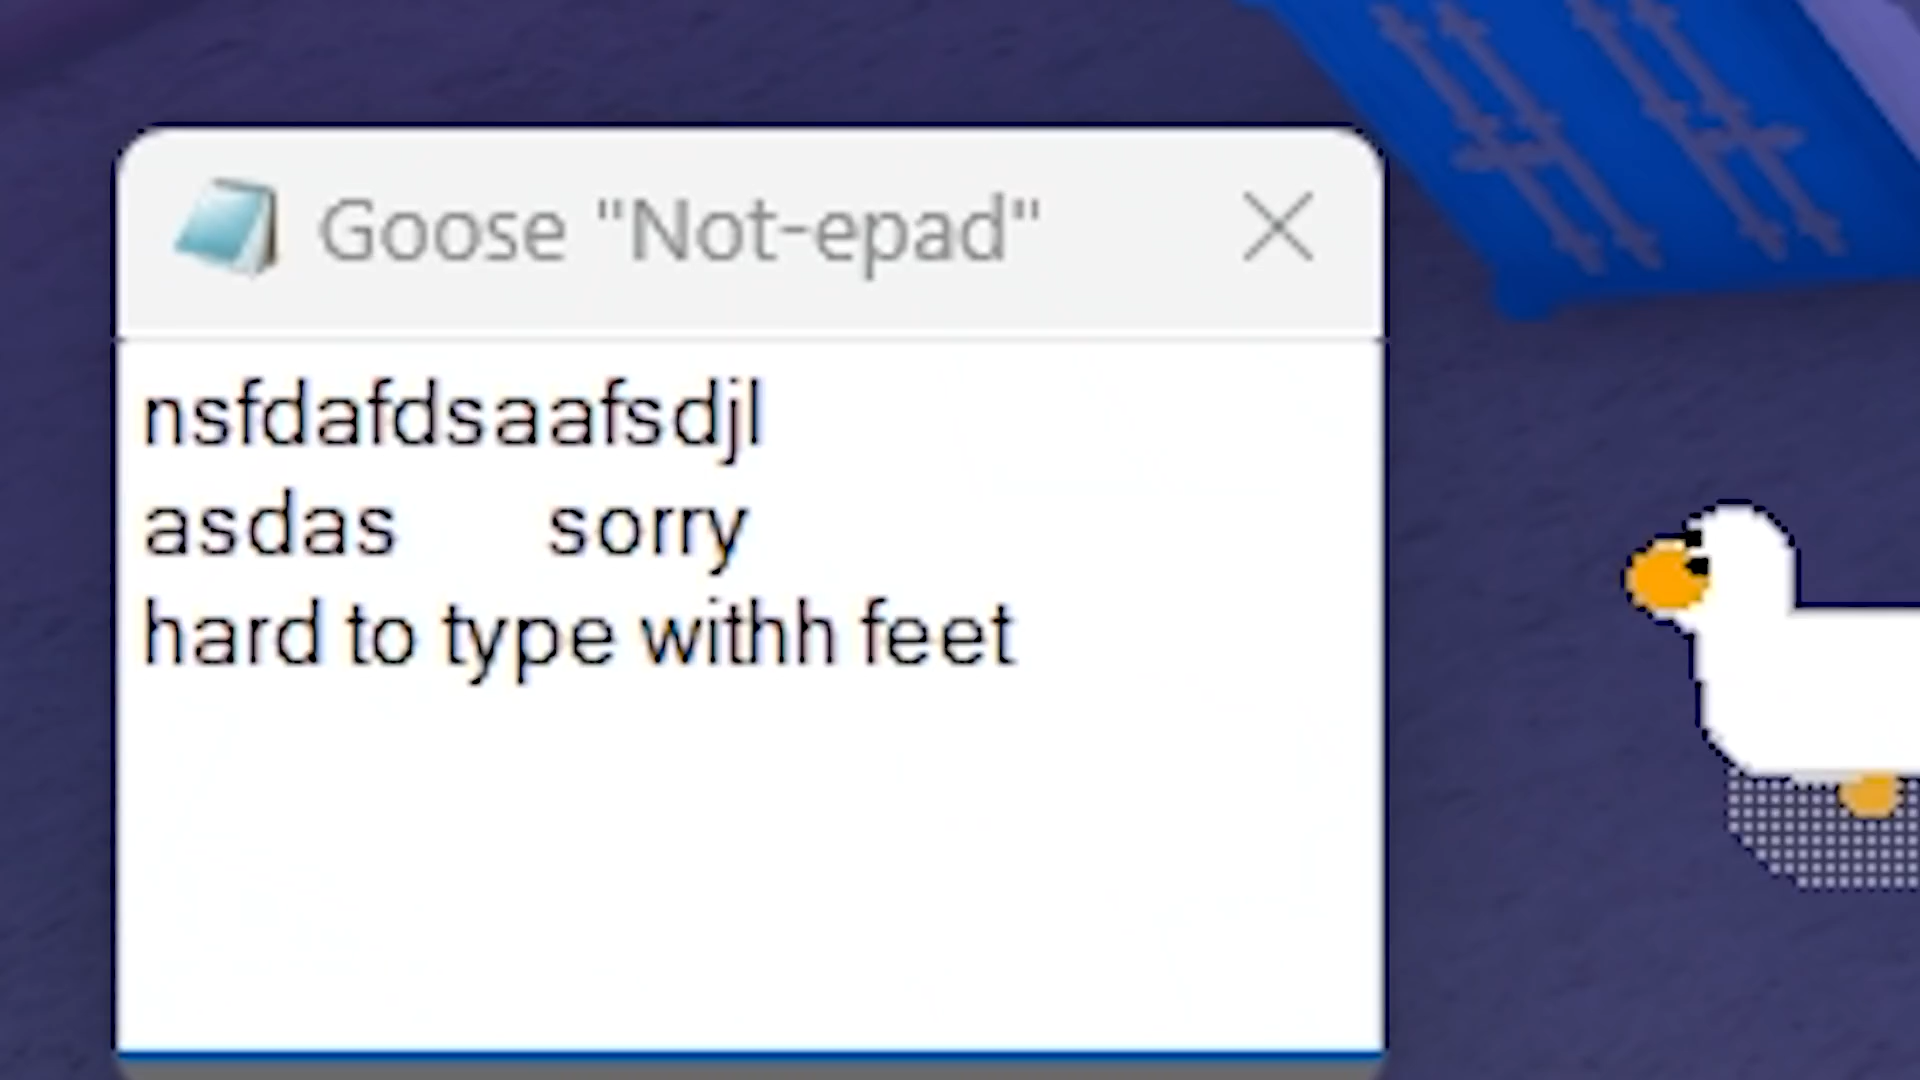 Goose "Not-epad"
nsfdafdsaafsdjl
asdas      sorry
hard to type withh feet